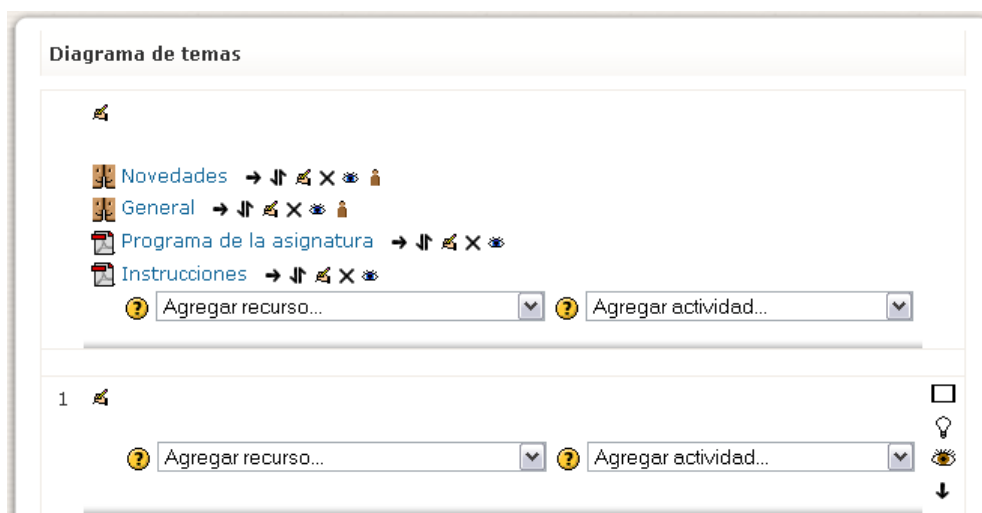 Diagrama de temas
Novedades
General
Programa de la asignatura
Instrucciones
Agregar recurso... Agregar actividad...
1
Agregar recurso... Agregar actividad...